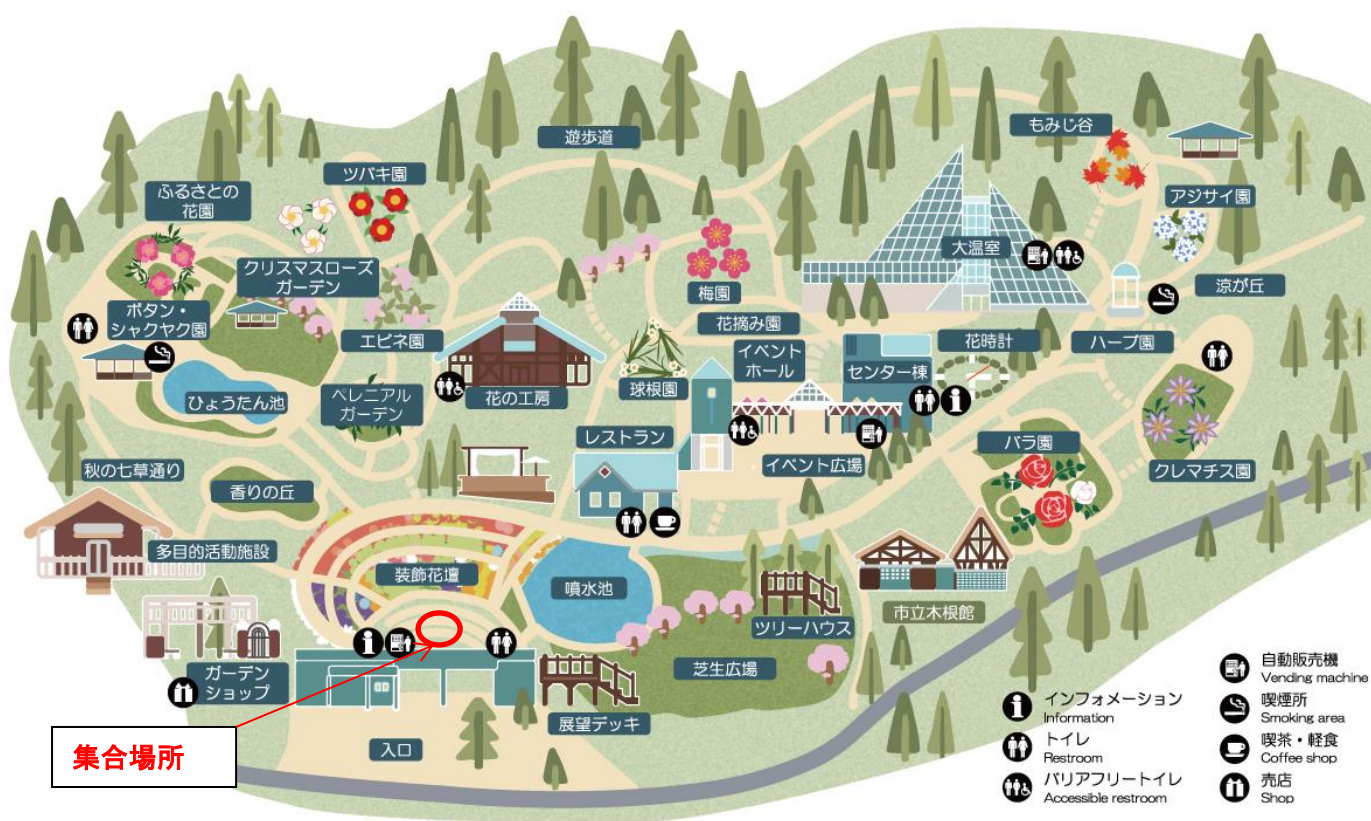 遊歩道
もみじ谷
ツバキ園
ふるさとの
花園
アジサイ園
クリスマスローズ
ガーデン
大温室
涼が丘
梅園
ボタン・
シャクヤク園
花摘み園
エビネ園
イベント
ホール
センター棟
花時計
ハーブ園
ひょうたん池
ペレニアル
ガーデン
花の工房
球根園
レストラン
イベント広場
バラ園
クレマチス園
秋の七草通り
香りの丘
多目的活動施設
装飾花壇
噴水池
ツリーハウス
市立木根館
ガーデン
ショップ
芝生広場
展望デッキ
入口
集合場所
インフォメーション
Information
トイレ
Restroom
バリアフリートイレ
Accessible restroom
自動販売機
Vending machine
喫煙所
Smoking area
喫茶・軽食
Coffee shop
売店
Shop